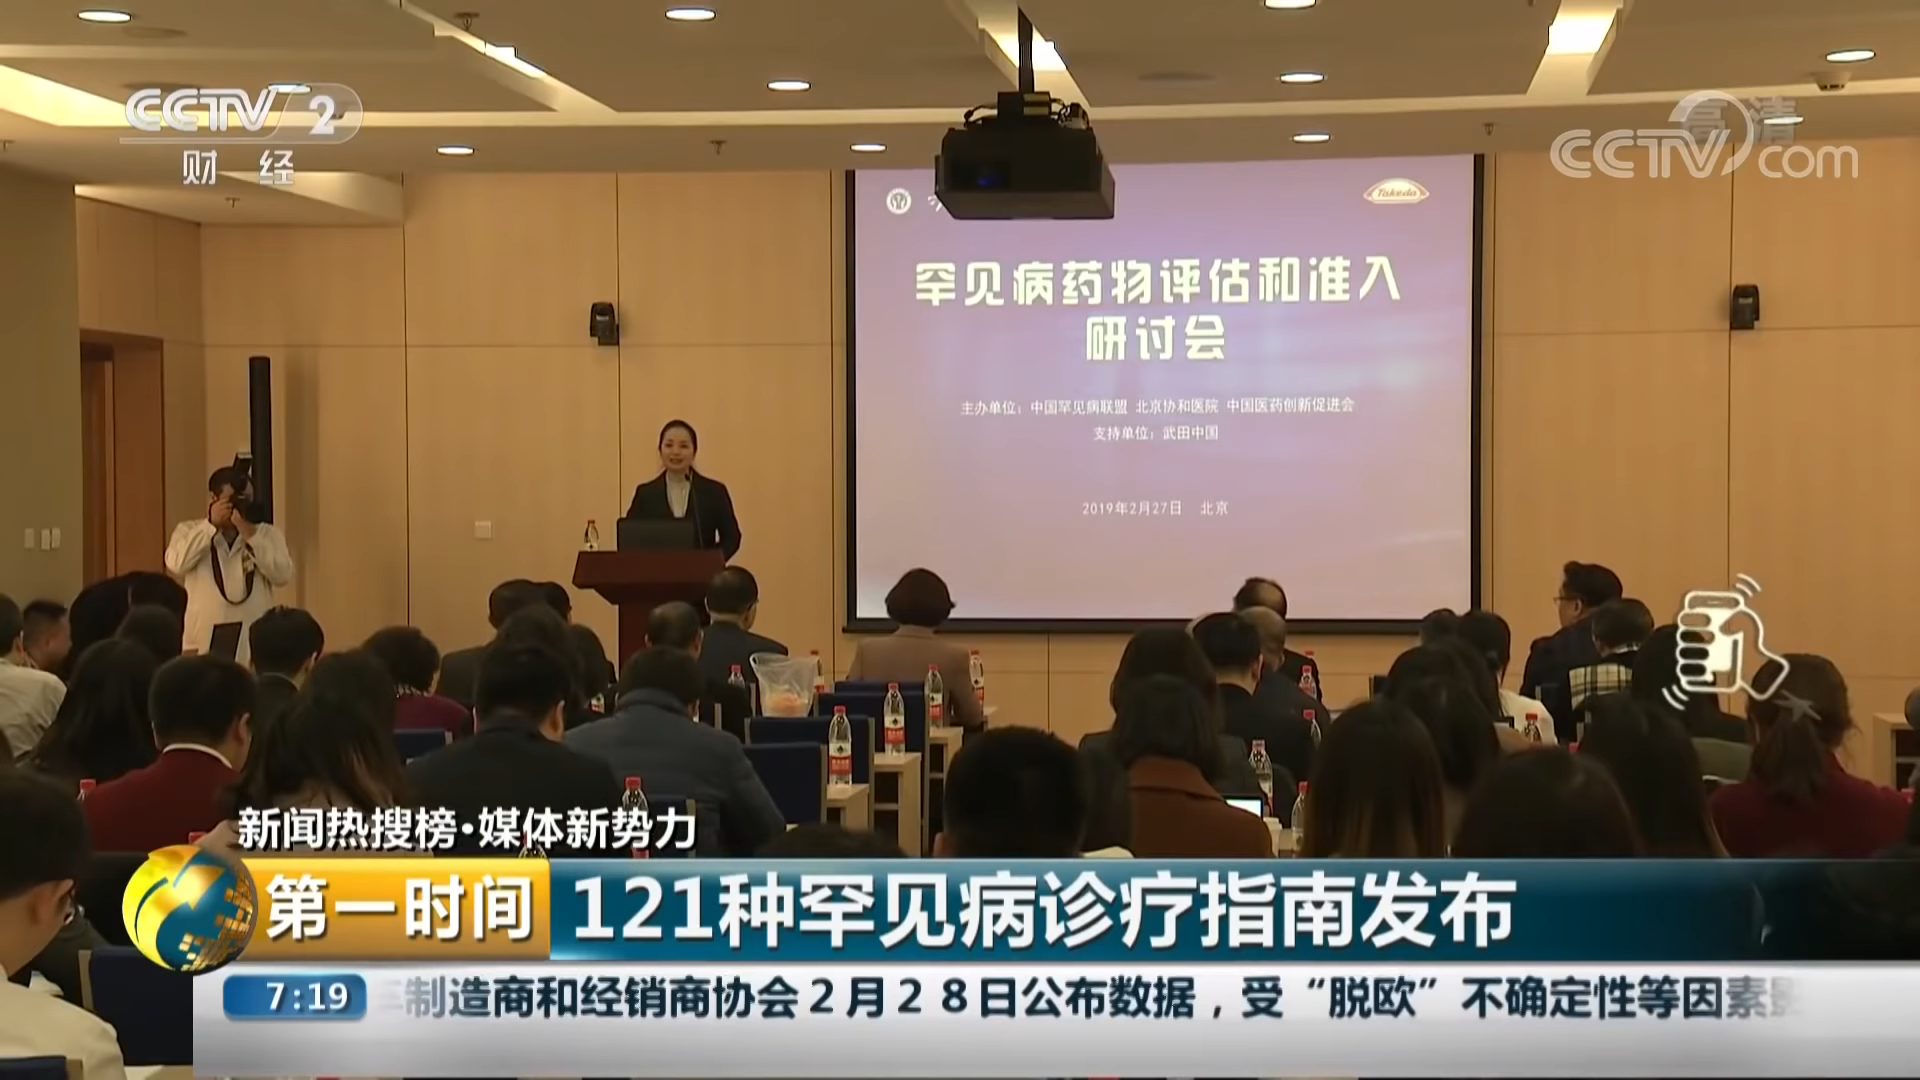 CCTV 2
财 经
高清
CCTV.com
Takeda
罕见病药物评估和准入
研讨会
主办单位：中国罕见病联盟 北京协和医院 中国医药创新促进会
支持单位：武田中国
2019年2月27日 北京
新闻热搜榜·媒体新势力
第一时间
121种罕见病诊疗指南发布
7:19
制造商和经销商协会2月28日公布数据，受“脱欧”不确定性等因素